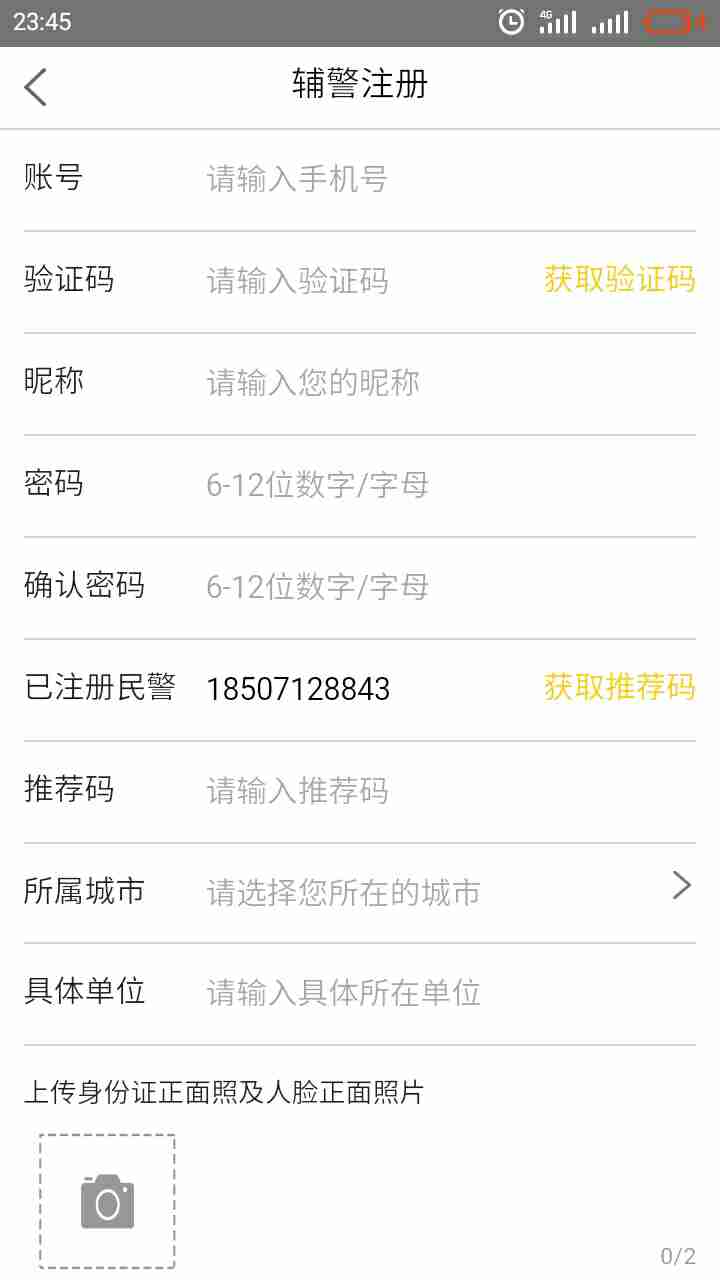 23:45
4G
辅警注册
账号 请输入手机号
验证码 请输入验证码 获取验证码
昵称 请输入您的昵称
密码 6-12位数字/字母
确认密码 6-12位数字/字母
已注册民警 18507128843 获取推荐码
推荐码 请输入推荐码
所属城市 请选择您所在的城市
具体单位 请输入具体所在单位
上传身份证正面照及人脸正面照片
0/2